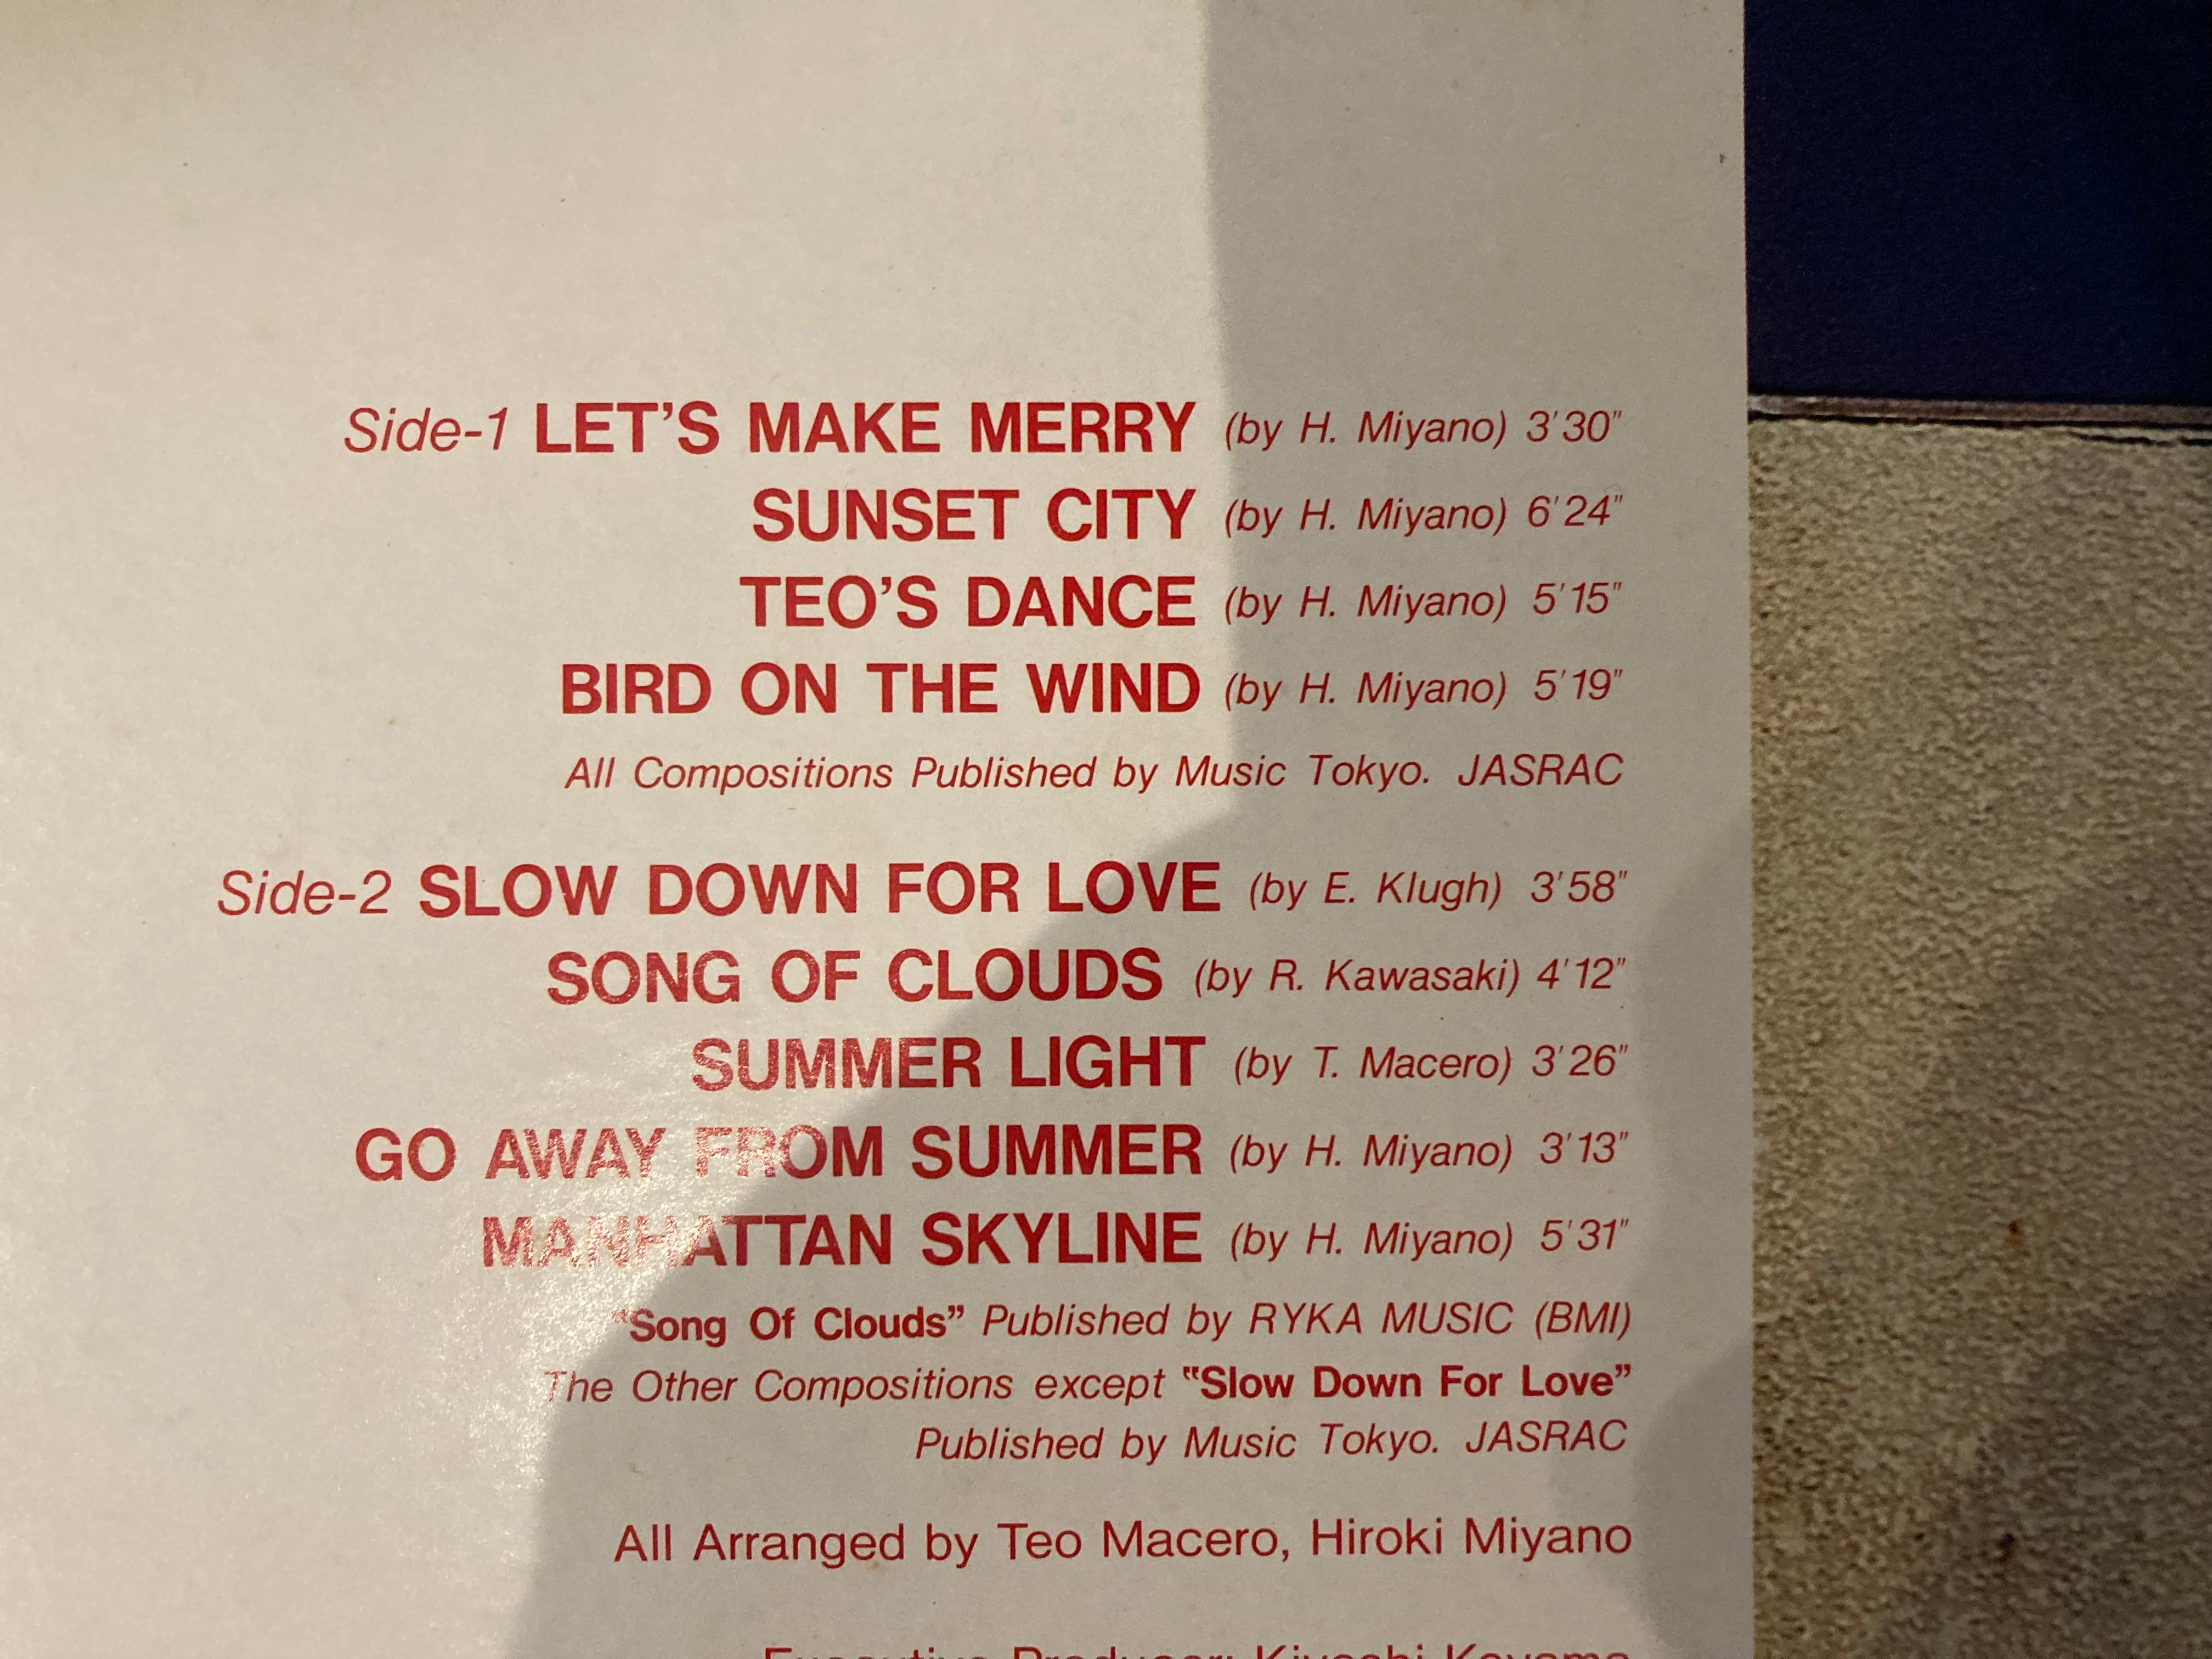 Side-1 LET'S MAKE MERRY (by H. Miyano) 3'30"
SUNSET CITY (by H. Miyano) 6'24"
TEO'S DANCE (by H. Miyano) 5'15"
BIRD ON THE WIND (by H. Miyano) 5'19"
All Compositions Published by Music Tokyo. JASRAC
Side-2 SLOW DOWN FOR LOVE (by E. Klugh) 3'58"
SONG OF CLOUDS (by R. Kawasaki) 4'12"
SUMMER LIGHT (by T. Macero) 3'26"
GO AWAY FROM SUMMER (by H. Miyano) 3'13"
MANHATTAN SKYLINE (by H. Miyano) 5'31"
"Song Of Clouds" Published by RYKA MUSIC (BMI)
The Other Compositions except "Slow Down For Love"
Published by Music Tokyo. JASRAC
All Arranged by Teo Macero, Hiroki Miyano
Executive Producer: Kiyoshi Koyama